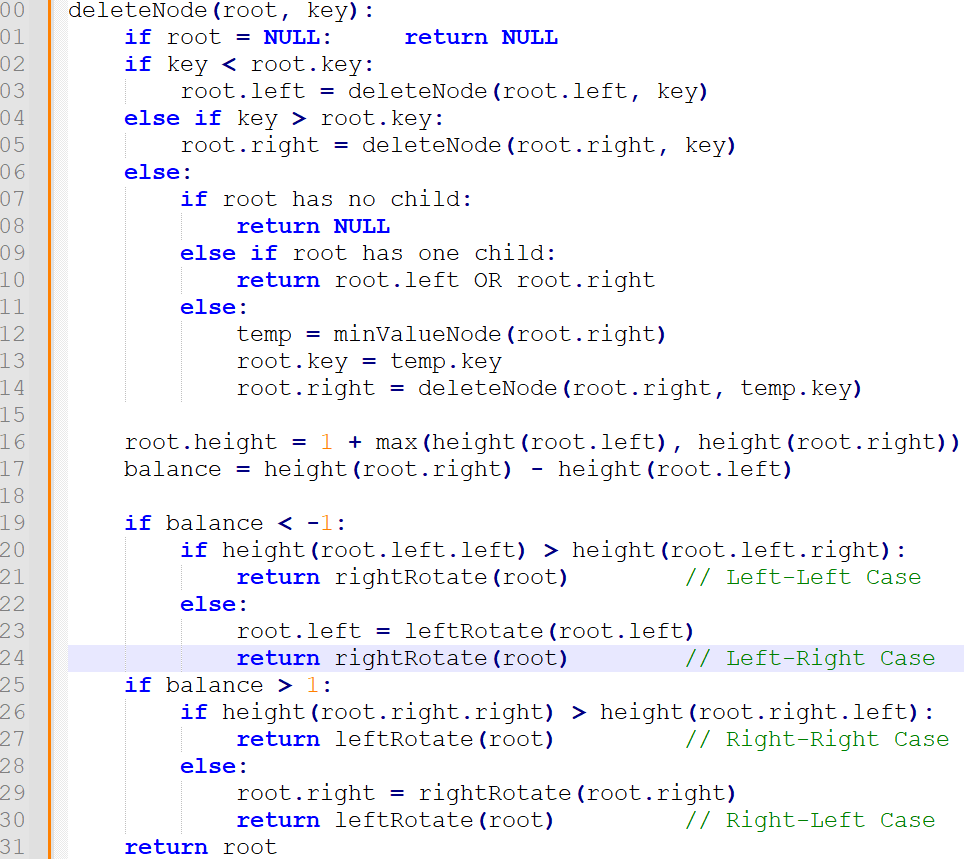 00 deleteNode(root, key):
01     if root = NULL:     return NULL
02     if key < root.key:
03         root.left = deleteNode(root.left, key)
04     else if key > root.key:
05         root.right = deleteNode(root.right, key)
06     else:
07         if root has no child:
08             return NULL
09         else if root has one child:
10             return root.left OR root.right
11         else:
12             temp = minValueNode(root.right)
13             root.key = temp.key
14             root.right = deleteNode(root.right, temp.key)
15
16     root.height = 1 + max(height(root.left), height(root.right))
17     balance = height(root.right) - height(root.left)
18
19     if balance < -1:
20         if height(root.left.left) > height(root.left.right):
21             return rightRotate(root)        // Left-Left Case
22         else:
23             root.left = leftRotate(root.left)
24             return rightRotate(root)        // Left-Right Case
25     if balance > 1:
26         if height(root.right.right) > height(root.right.left):
27             return leftRotate(root)         // Right-Right Case
28         else:
29             root.right = rightRotate(root.right)
30             return leftRotate(root)         // Right-Left Case
31     return root